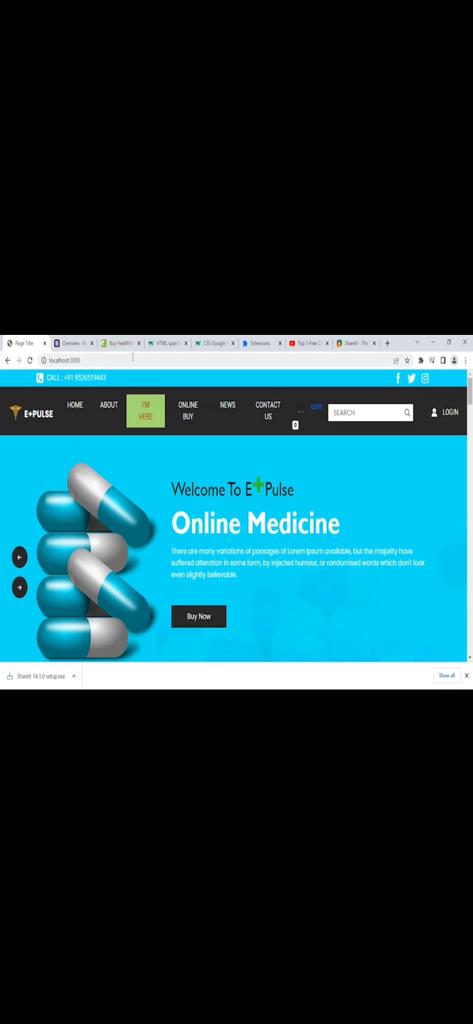 Page Title
Overview · B
Buy Health
HTML span t
CSS Google
Extensions
Top 5 Free
ShareX - The
localhost:3000
CALL : +91 9526519443
E+PULSE
HOME
ABOUT
I'M
HERE
ONLINE
BUY
NEWS
CONTACT
US
cart
0
SEARCH
LOGIN
Welcome To E+Pulse
Online Medicine
There are many variations of passages of Lorem Ipsum available, but the majority have
suffered alteration in some form, by injected humour, or randomised words which don't look
even slightly believable.
Buy Now
ShareX-14.1.0-setup.exe
Show all